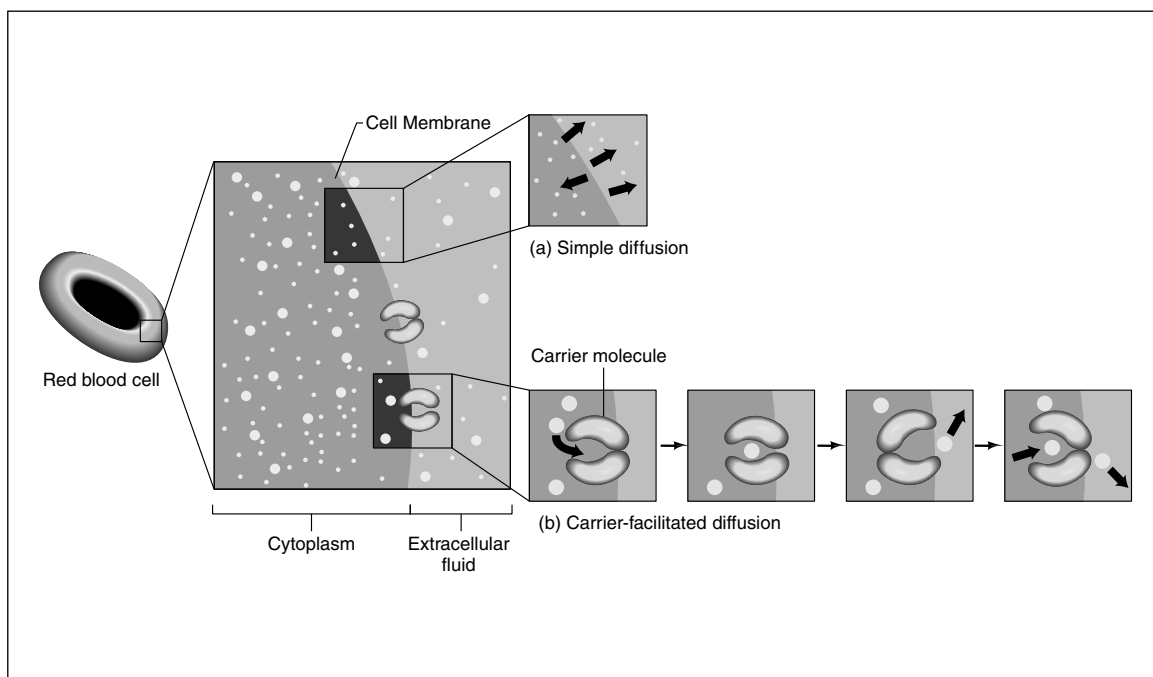 Cell Membrane
(a) Simple diffusion
Red blood cell
Carrier molecule
(b) Carrier-facilitated diffusion
Cytoplasm
Extracellular
fluid